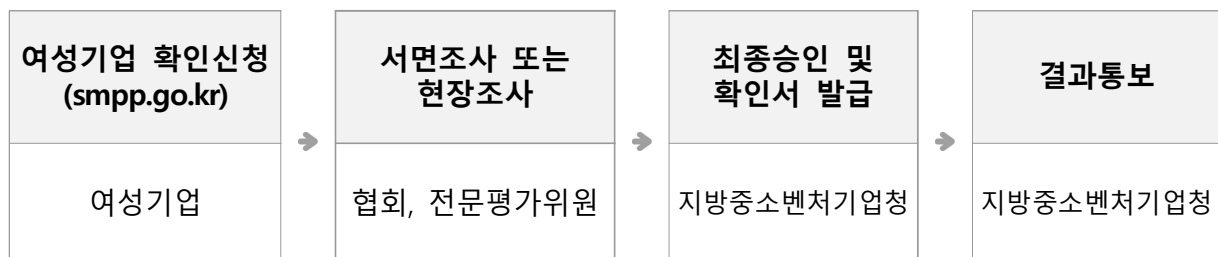 여성기업 확인신청
(smpp.go.kr)
여성기업
서면조사 또는
현장조사
협회, 전문평가위원
최종승인 및
확인서 발급
지방중소벤처기업청
결과통보
지방중소벤처기업청